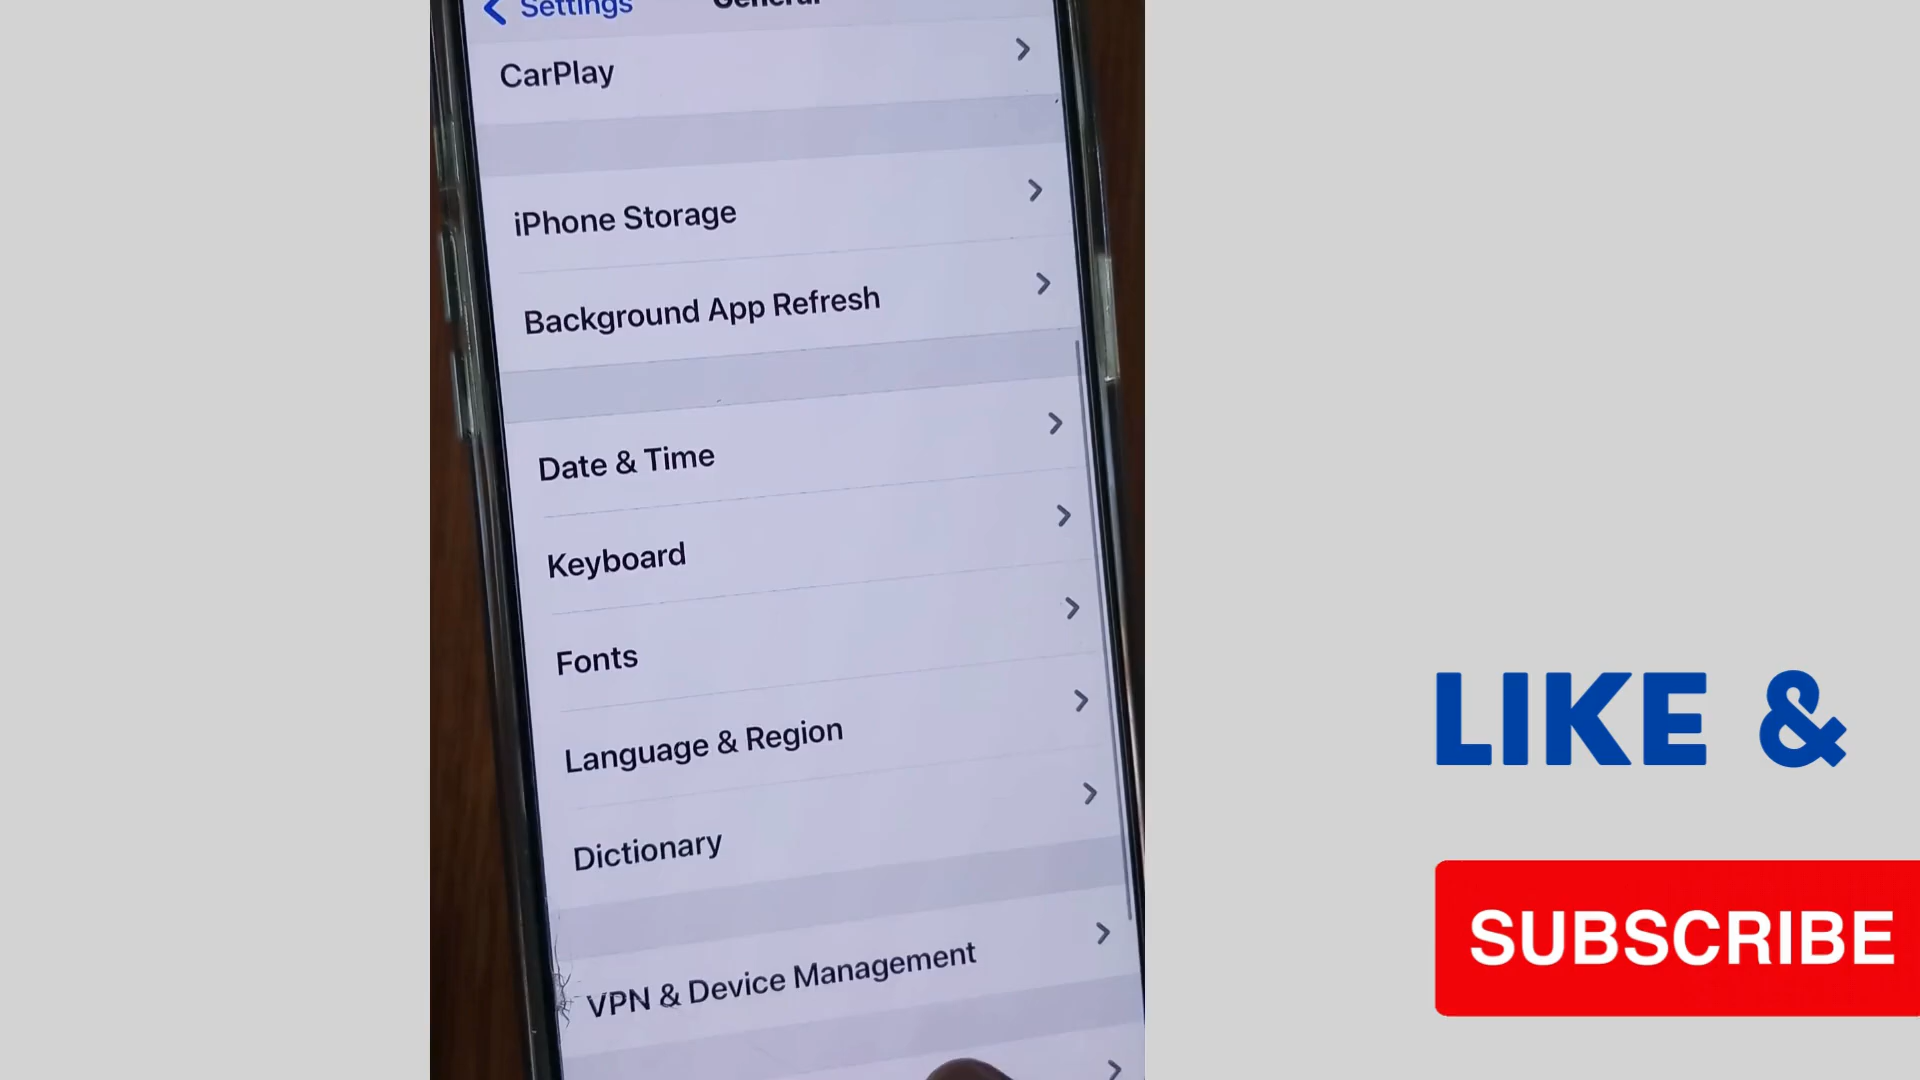 Settings
General
CarPlay
iPhone Storage
Background App Refresh
Date & Time
Keyboard
Fonts
Language & Region
Dictionary
VPN & Device Management
LIKE &
SUBSCRIBE